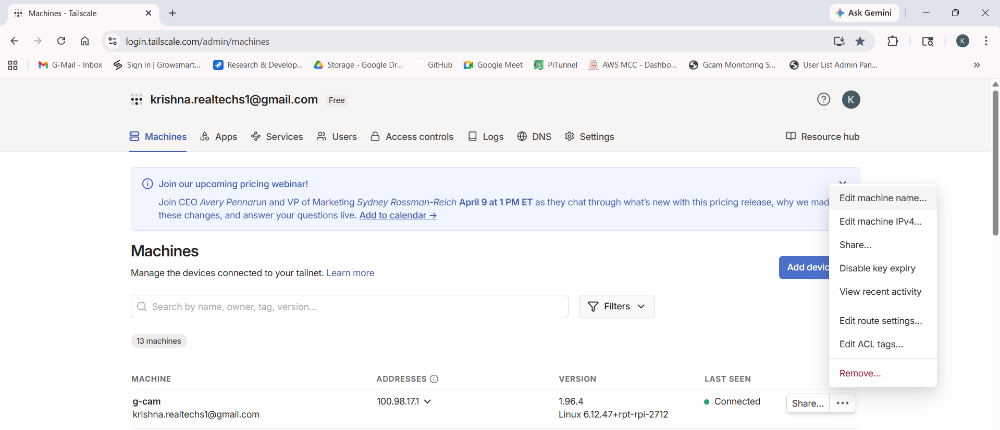 Machines - Tailscale
Ask Gemini
login.tailscale.com/admin/machines
K
G-Mail - Inbox
Sign In | Growsmart...
Research & Develop...
Storage - Google Dr...
GitHub
Google Meet
PiTunnel
AWS MCC - Dashbo...
Gcam Monitoring S...
User List Admin Pan...
krishna.realtechs1@gmail.com Free
K
Machines
Apps
Services
Users
Access controls
Logs
DNS
Settings
Resource hub
Join our upcoming pricing webinar!
Join CEO Avery Pennarun and VP of Marketing Sydney Rossman-Reich April 9 at 1 PM ET as they chat through what's new with this pricing release, why we mad
these changes, and answer your questions live. Add to calendar →
Edit machine name...
Edit machine IPv4...
Share...
Disable key expiry
View recent activity
Edit route settings...
Edit ACL tags...
Remove...
Machines
Manage the devices connected to your tailnet. Learn more
Add devic
Search by name, owner, tag, version...
Filters
13 machines
MACHINE
ADDRESSES
VERSION
LAST SEEN
g-cam
krishna.realtechs1@gmail.com
100.98.17.1
1.96.4
Linux 6.12.47+rpt-rpi-2712
Connected
Share...